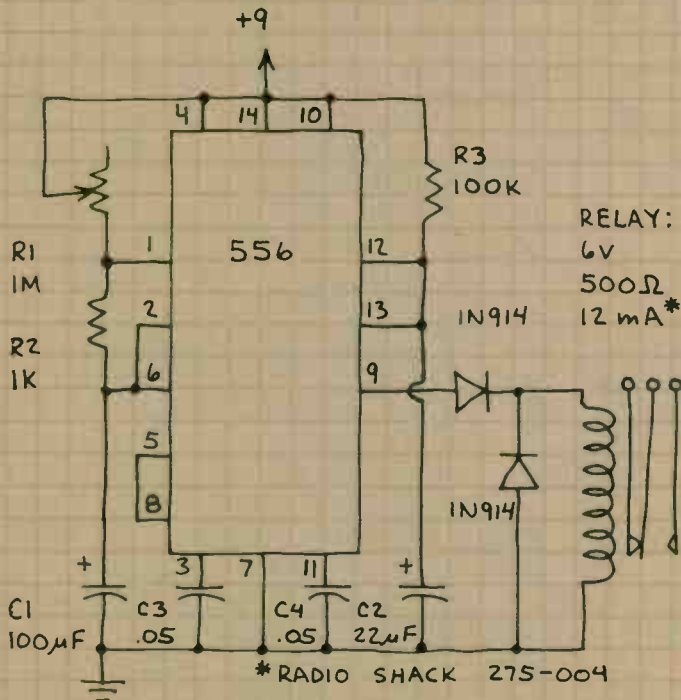 +9
4 14 10
R3
100K
RELAY:
6V
500Ω
12 mA*
R1
1M
1
556
12
2
13
1N914
R2
1K
6
9
5
8
1N914
+ 3 7 11 +
C1
100µF
C3
.05
C4
.05
C2
22µF
*RADIO SHACK 275-004